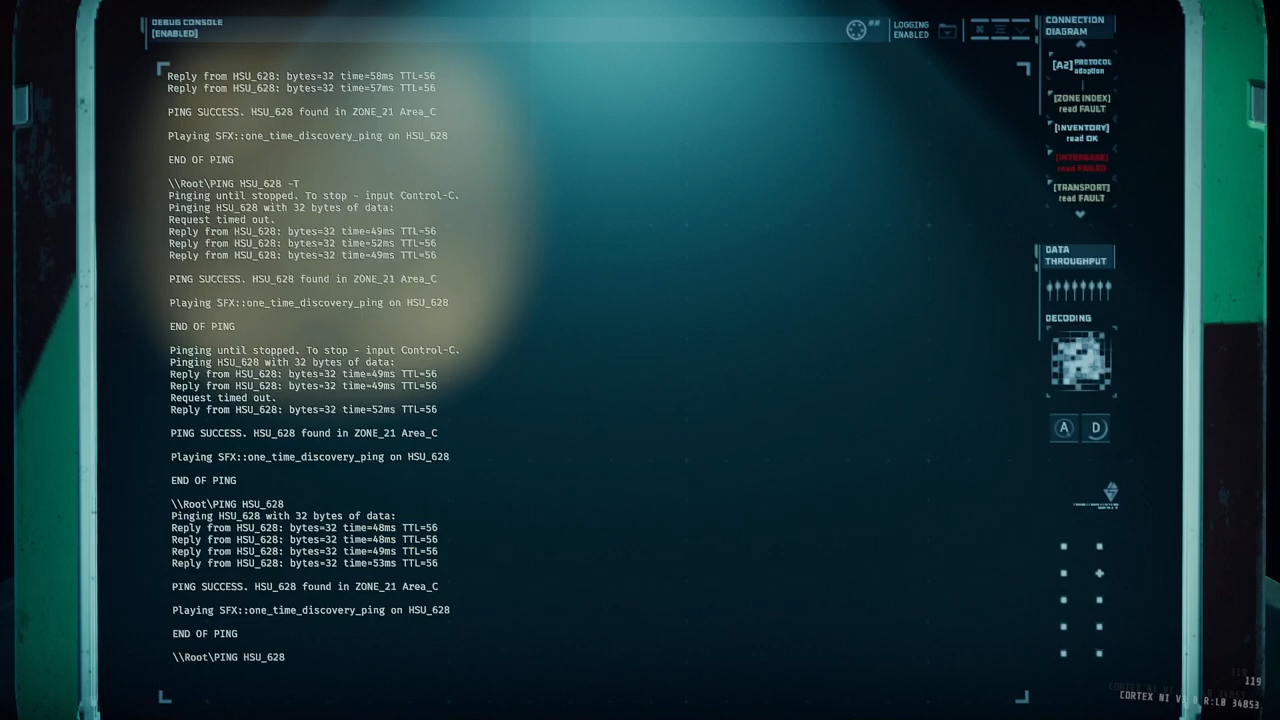 DEBUG CONSOLE
[ENABLED]
LOGGING
ENABLED
Reply from HSU_628: bytes=32 time=58ms TTL=56
Reply from HSU_628: bytes=32 time=57ms TTL=56
PING SUCCESS. HSU_628 found in ZONE_21 Area_C
Playing SFX::one_time_discovery_ping on HSU_628
END OF PING
\\Root\PING HSU_628 -T
Pinging until stopped. To stop - input Control-C.
Pinging HSU_628 with 32 bytes of data:
Request timed out.
Reply from HSU_628: bytes=32 time=49ms TTL=56
Reply from HSU_628: bytes=32 time=52ms TTL=56
Reply from HSU_628: bytes=32 time=49ms TTL=56
PING SUCCESS. HSU_628 found in ZONE_21 Area_C
Playing SFX::one_time_discovery_ping on HSU_628
END OF PING
Pinging until stopped. To stop - input Control-C.
Pinging HSU_628 with 32 bytes of data:
Reply from HSU_628: bytes=32 time=49ms TTL=56
Reply from HSU_628: bytes=32 time=49ms TTL=56
Request timed out.
Reply from HSU_628: bytes=32 time=52ms TTL=56
PING SUCCESS. HSU_628 found in ZONE_21 Area_C
Playing SFX::one_time_discovery_ping on HSU_628
END OF PING
\\Root\PING HSU_628
Pinging HSU_628 with 32 bytes of data:
Reply from HSU_628: bytes=32 time=48ms TTL=56
Reply from HSU_628: bytes=32 time=48ms TTL=56
Reply from HSU_628: bytes=32 time=49ms TTL=56
Reply from HSU_628: bytes=32 time=53ms TTL=56
PING SUCCESS. HSU_628 found in ZONE_21 Area_C
Playing SFX::one_time_discovery_ping on HSU_628
END OF PING
\\Root\PING HSU_628
CONNECTION
DIAGRAM
[A2] PROTOCOL
adaption
[ZONE INDEX]
read FAULT
[INVENTORY]
read OK
read FAILED
[TRANSPORT]
read FAULT
DATA
THROUGHPUT
DECODING
A D
119
CORTEX NI R:L0 34853